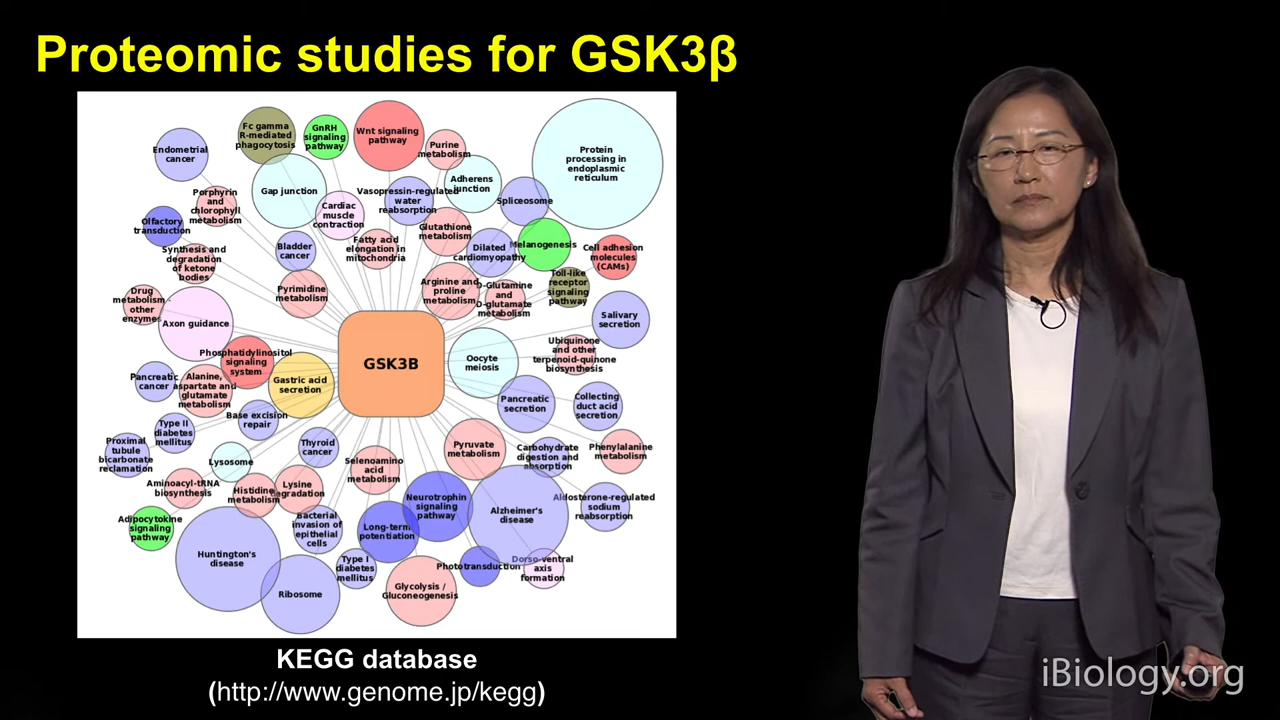 Proteomic studies for GSK3β
Fc gamma
R-mediated
phagocytosis
GnRH
signaling
pathway
Wnt signaling
pathway
Purine
metabolism
Protein
processing in
endoplasmic
reticulum
Endometrial
cancer
Gap junction
Adherens
junction
Vasopressin-regulated
water
reabsorption
Spliceosome
Porphyrin
and
chlorophyll
metabolism
Cardiac
muscle
contraction
Olfactory
transduction
Glutathione
metabolism
Fatty acid
elongation in
mitochondria
Bladder
cancer
Dilated
cardiomyopathy
Melanogenesis
Cell adhesion
molecules
(CAMs)
Synthesis and
degradation
of ketone
bodies
Toll-like
receptor
signaling
pathway
Pyrimidine
metabolism
Arginine and
proline
metabolism
D-Glutamine
and
D-glutamate
metabolism
Drug
metabolism -
other
enzymes
Axon guidance
Salivary
secretion
Phosphatidylinositol
signaling
system
GSK3B
Oocyte
meiosis
Ubiquinone
and other
terpenoid-quinone
biosynthesis
Pancreatic
cancer
Alanine,
aspartate and
glutamate
metabolism
Gastric acid
secretion
Pancreatic
secretion
Collecting
duct acid
secretion
Base excision
repair
Type II
diabetes
mellitus
Proximal
tubule
bicarbonate
reclamation
Thyroid
cancer
Pyruvate
metabolism
Carbohydrate
digestion and
absorption
Phenylalanine
metabolism
Lysosome
Selenoamino
acid
metabolism
Aminoacyl-tRNA
biosynthesis
Histidine
metabolism
Lysine
degradation
Neurotrophin
signaling
pathway
Alzheimer's
disease
Aldosterone-regulated
sodium
reabsorption
Adipocytokine
signaling
pathway
Bacterial
invasion of
epithelial
cells
Long-term
potentiation
Huntington's
disease
Type I
diabetes
mellitus
Phototransduction
Dorso-ventral
axis
formation
Ribosome
Glycolysis /
Gluconeogenesis
KEGG database
(http://www.genome.jp/kegg)
iBiology.org